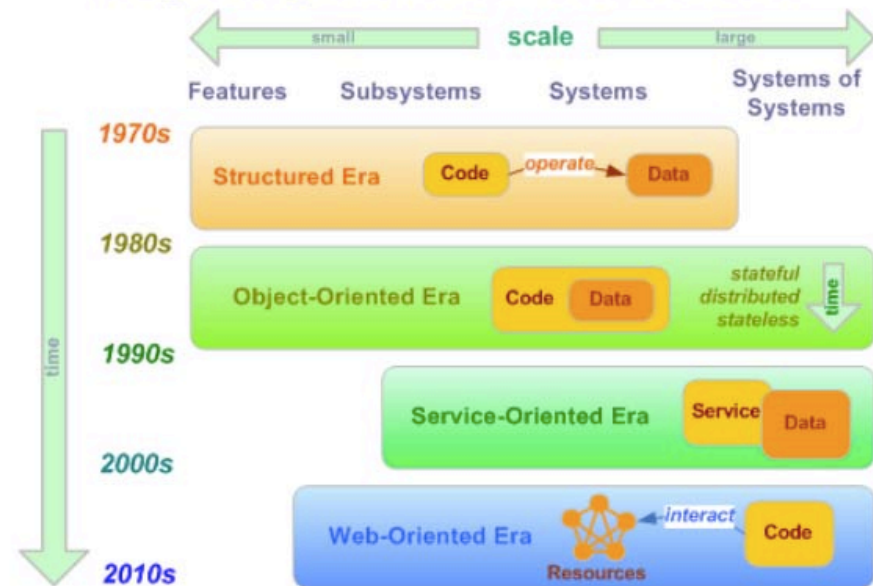 small scale large
Features Subsystems Systems Systems of
Systems
1970s
Structured Era Code operate Data
1980s
Object-Oriented Era Code Data stateful
distributed
stateless
time
1990s
Service-Oriented Era Service Data
2000s
Web-Oriented Era interact Code
Resources
2010s
time